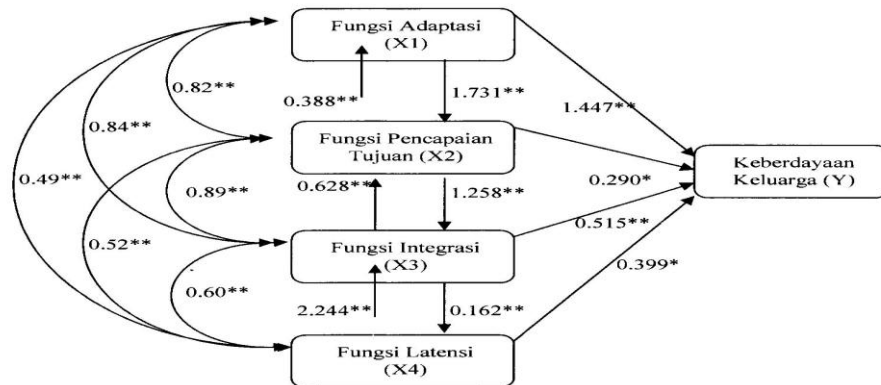 Fungsi Adaptasi
(X1)
0.82**
0.388**
1.731**
1.447**
0.84**
Fungsi Pencapaian
Tujuan (X2)
Keberdayaan
Keluarga (Y)
0.49**
0.89**
0.628**
1.258**
0.290*
0.515**
0.52**
Fungsi Integrasi
(X3)
0.399*
0.60**
2.244**
0.162**
Fungsi Latensi
(X4)